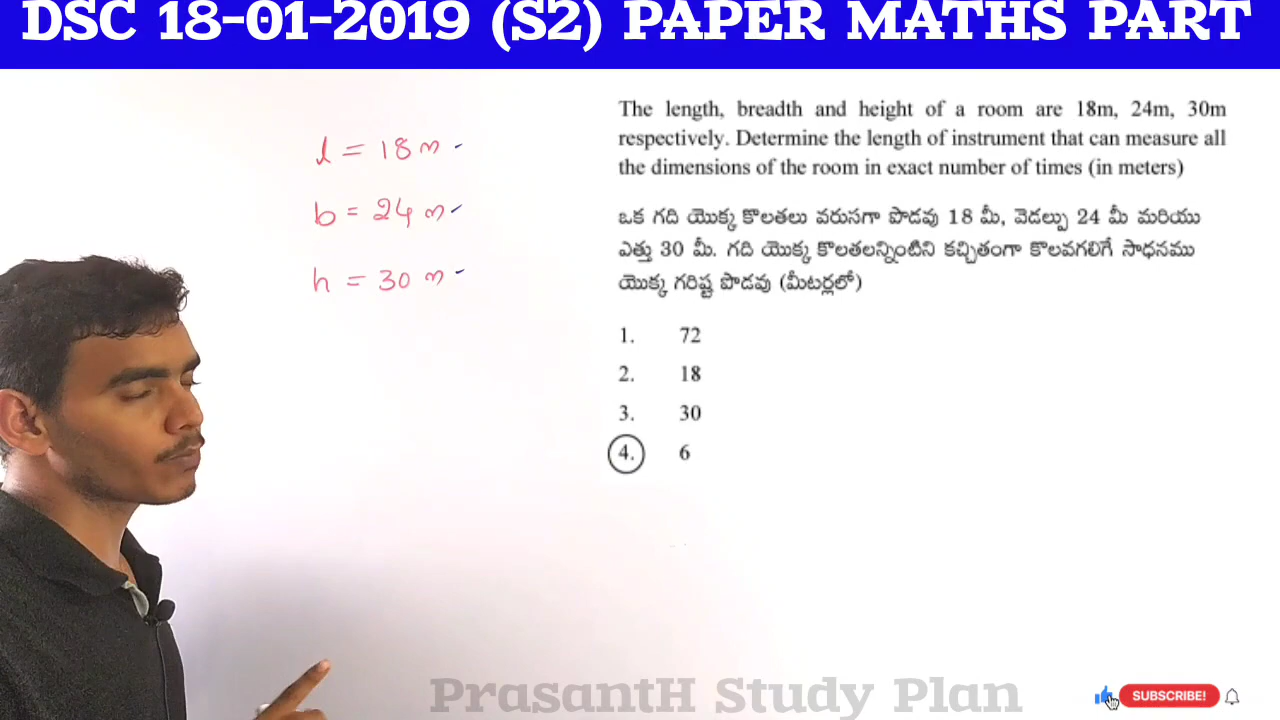 DSC 18-01-2019 (S2) PAPER MATHS PART
l = 18 m -
b = 24 m -
h = 30 m -
The length, breadth and height of a room are 18m, 24m, 30m
respectively. Determine the length of instrument that can measure all
the dimensions of the room in exact number of times (in meters)
ఒక గది యొక్క కొలతలు వరుసగా పొడవు 18 మీ, వెడల్పు 24 మీ మరియు
ఎత్తు 30 మీ. గది యొక్క కొలతలన్నింటిని కచ్చితంగా కొలవగలిగే సాధనము
యొక్క గరిష్ట పొడవు (మీటర్లలో)
1. 72
2. 18
3. 30
4. 6
PrasantH Study Plan
SUBSCRIBE!